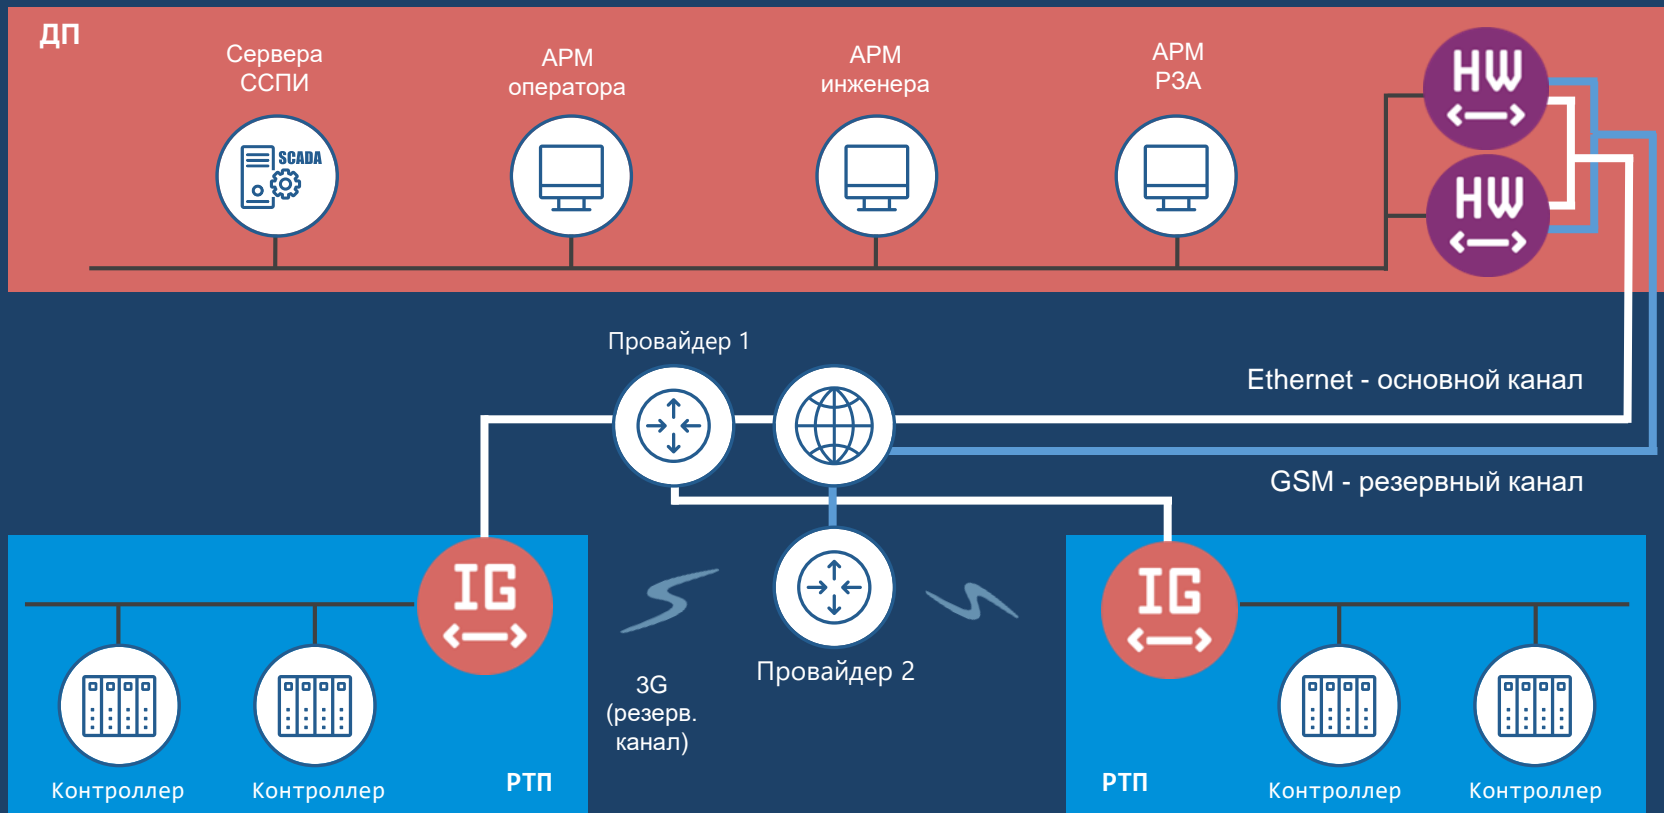 ДП
Сервера
ССПИ
АРМ
оператора
АРМ
инженера
АРМ
РЗА
SCADA
HW
HW
Провайдер 1
Ethernet - основной канал
GSM - резервный канал
IG
IG
3G
(резерв.
канал)
Провайдер 2
Контроллер
Контроллер
РТП
РТП
Контроллер
Контроллер